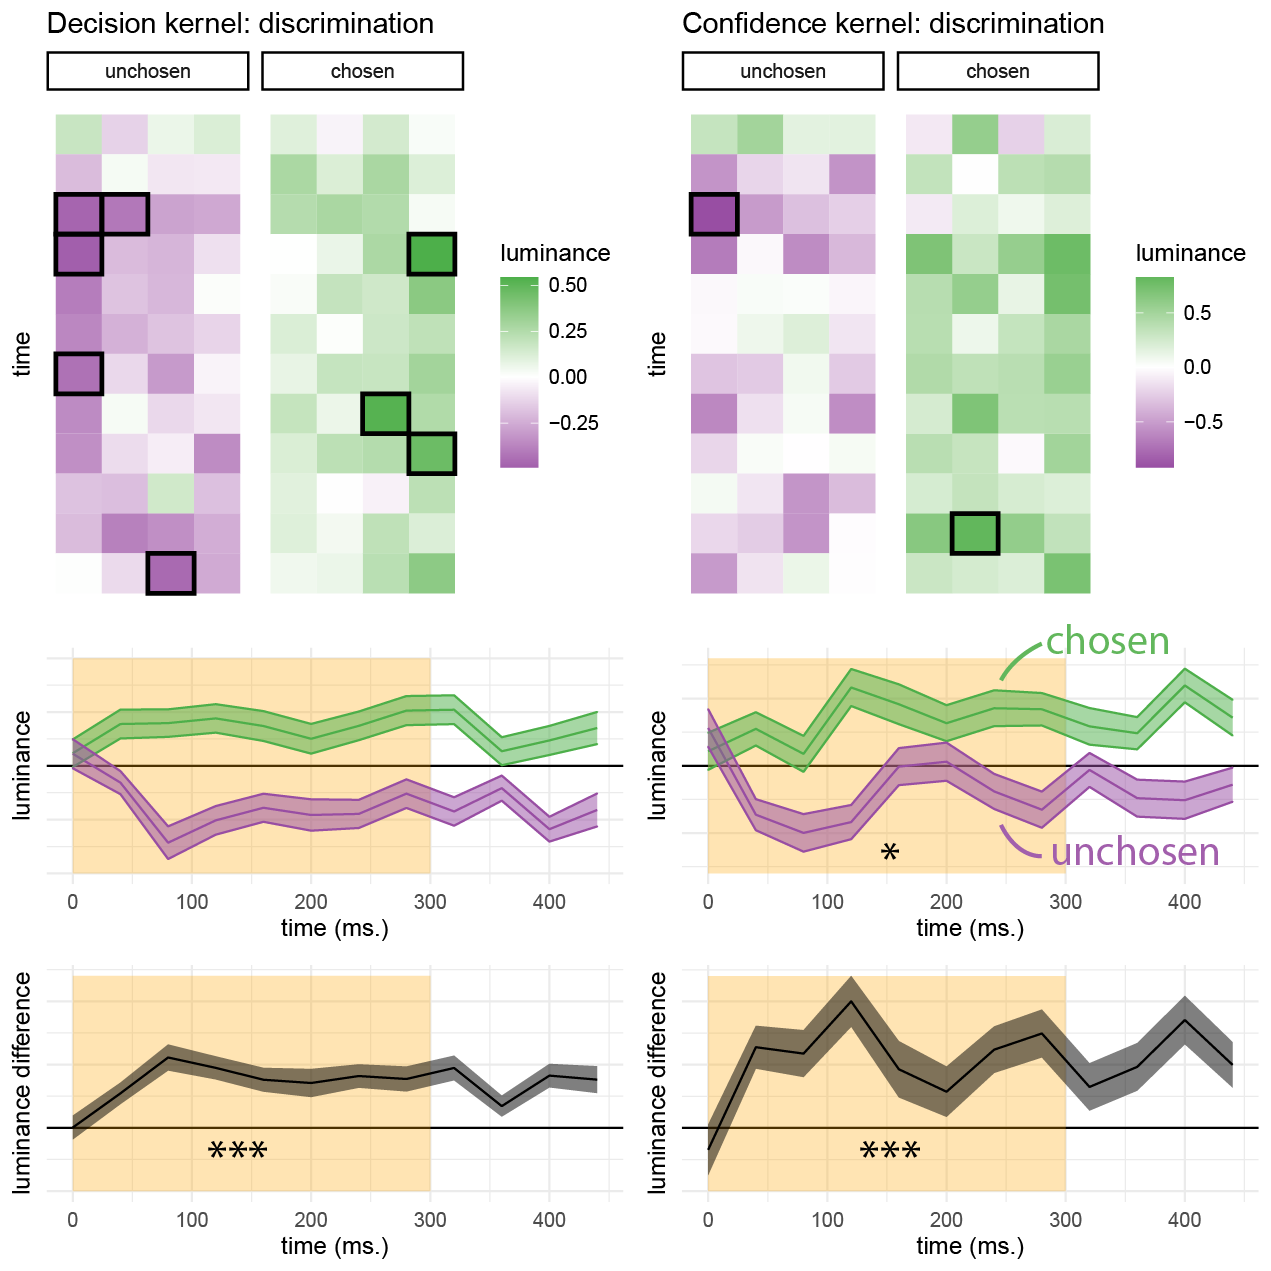 Decision kernel: discrimination
unchosen
chosen
time
luminance
0.50
0.25
0.00
−0.25
Confidence kernel: discrimination
unchosen
chosen
time
luminance
0.5
0.0
−0.5
luminance
0 100 200 300 400
time (ms.)
chosen
luminance
*
unchosen
0 100 200 300 400
time (ms.)
luminance difference
***
0 100 200 300 400
time (ms.)
luminance difference
***
0 100 200 300 400
time (ms.)